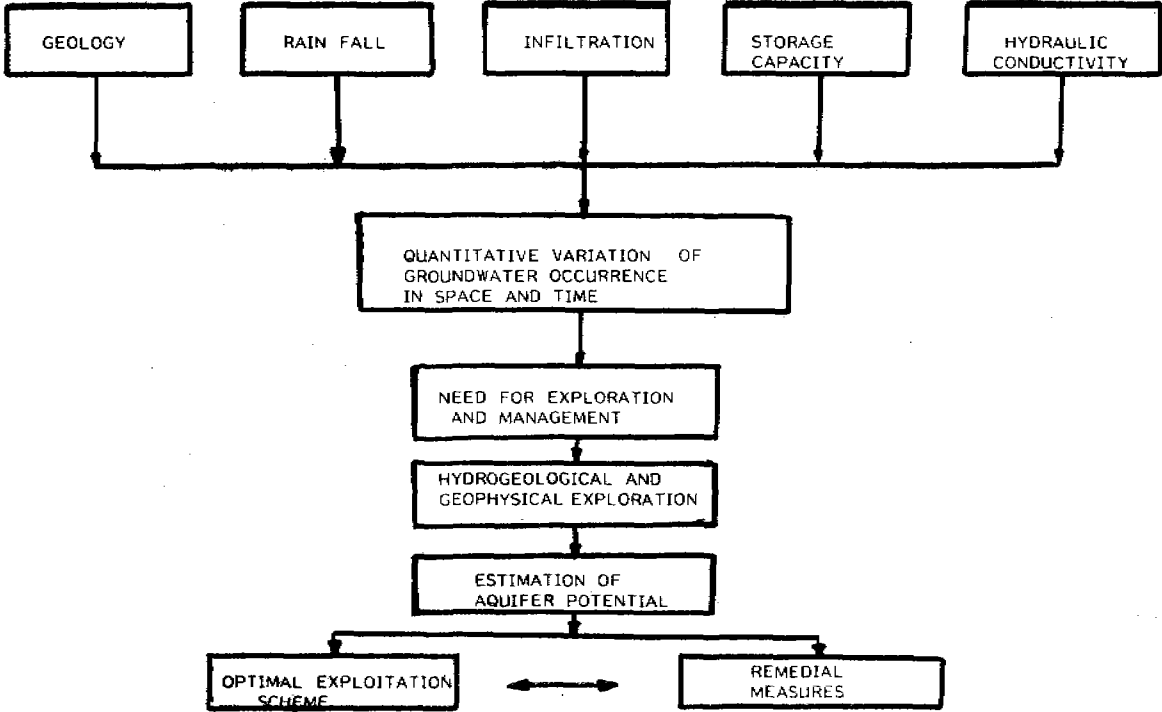 GEOLOGY
RAIN FALL
INFILTRATION
STORAGE
CAPACITY
HYDRAULIC
CONDUCTIVITY
QUANTITATIVE VARIATION OF
GROUNDWATER OCCURRENCE
IN SPACE AND TIME
NEED FOR EXPLORATION
AND MANAGEMENT
HYDROGEOLOGICAL AND
GEOPHYSICAL EXPLORATION
ESTIMATION OF
AQUIFER POTENTIAL
OPTIMAL EXPLOITATION
SCHEME
REMEDIAL
MEASURES